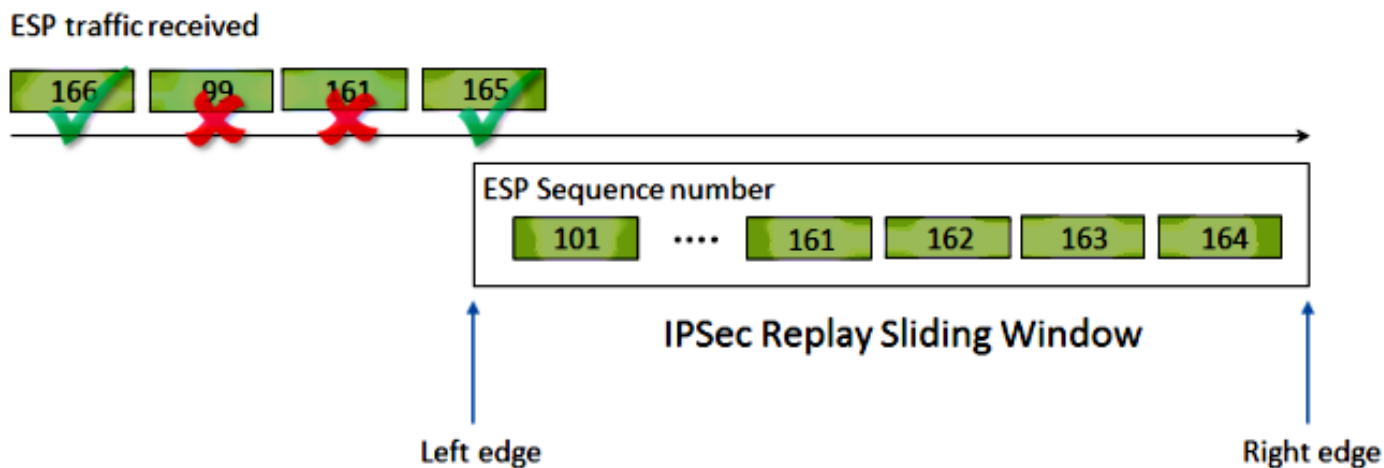 ESP traffic received
166 99 161 165
ESP Sequence number
101 .... 161 162 163 164
IPSec Replay Sliding Window
Left edge Right edge